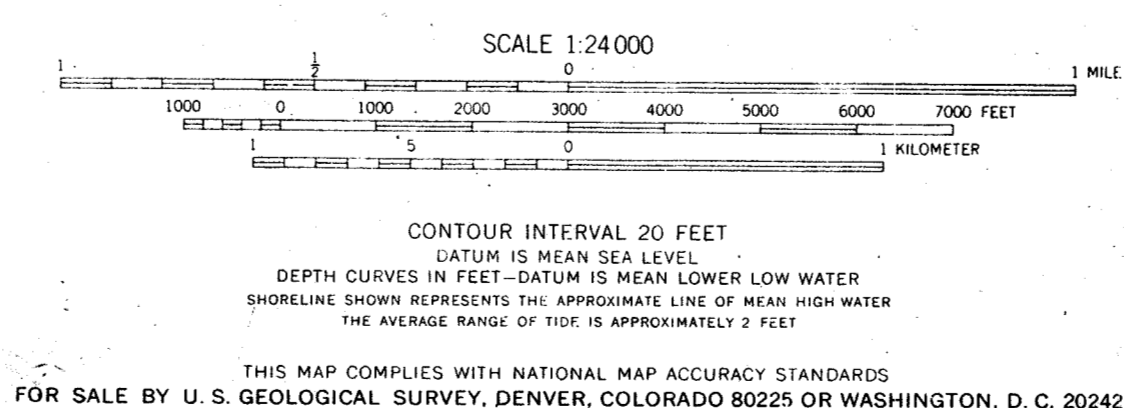 SCALE 1:24 000
1 ½ 0 1 MILE
1000 0 1000 2000 3000 4000 5000 6000 7000 FEET
1 5 0 1 KILOMETER
CONTOUR INTERVAL 20 FEET
DATUM IS MEAN SEA LEVEL
DEPTH CURVES IN FEET—DATUM IS MEAN LOWER LOW WATER
SHORELINE SHOWN REPRESENTS THE APPROXIMATE LINE OF MEAN HIGH WATER
THE AVERAGE RANGE OF TIDE IS APPROXIMATELY 2 FEET
THIS MAP COMPLIES WITH NATIONAL MAP ACCURACY STANDARDS
FOR SALE BY U. S. GEOLOGICAL SURVEY, DENVER, COLORADO 80225 OR WASHINGTON, D. C. 20242